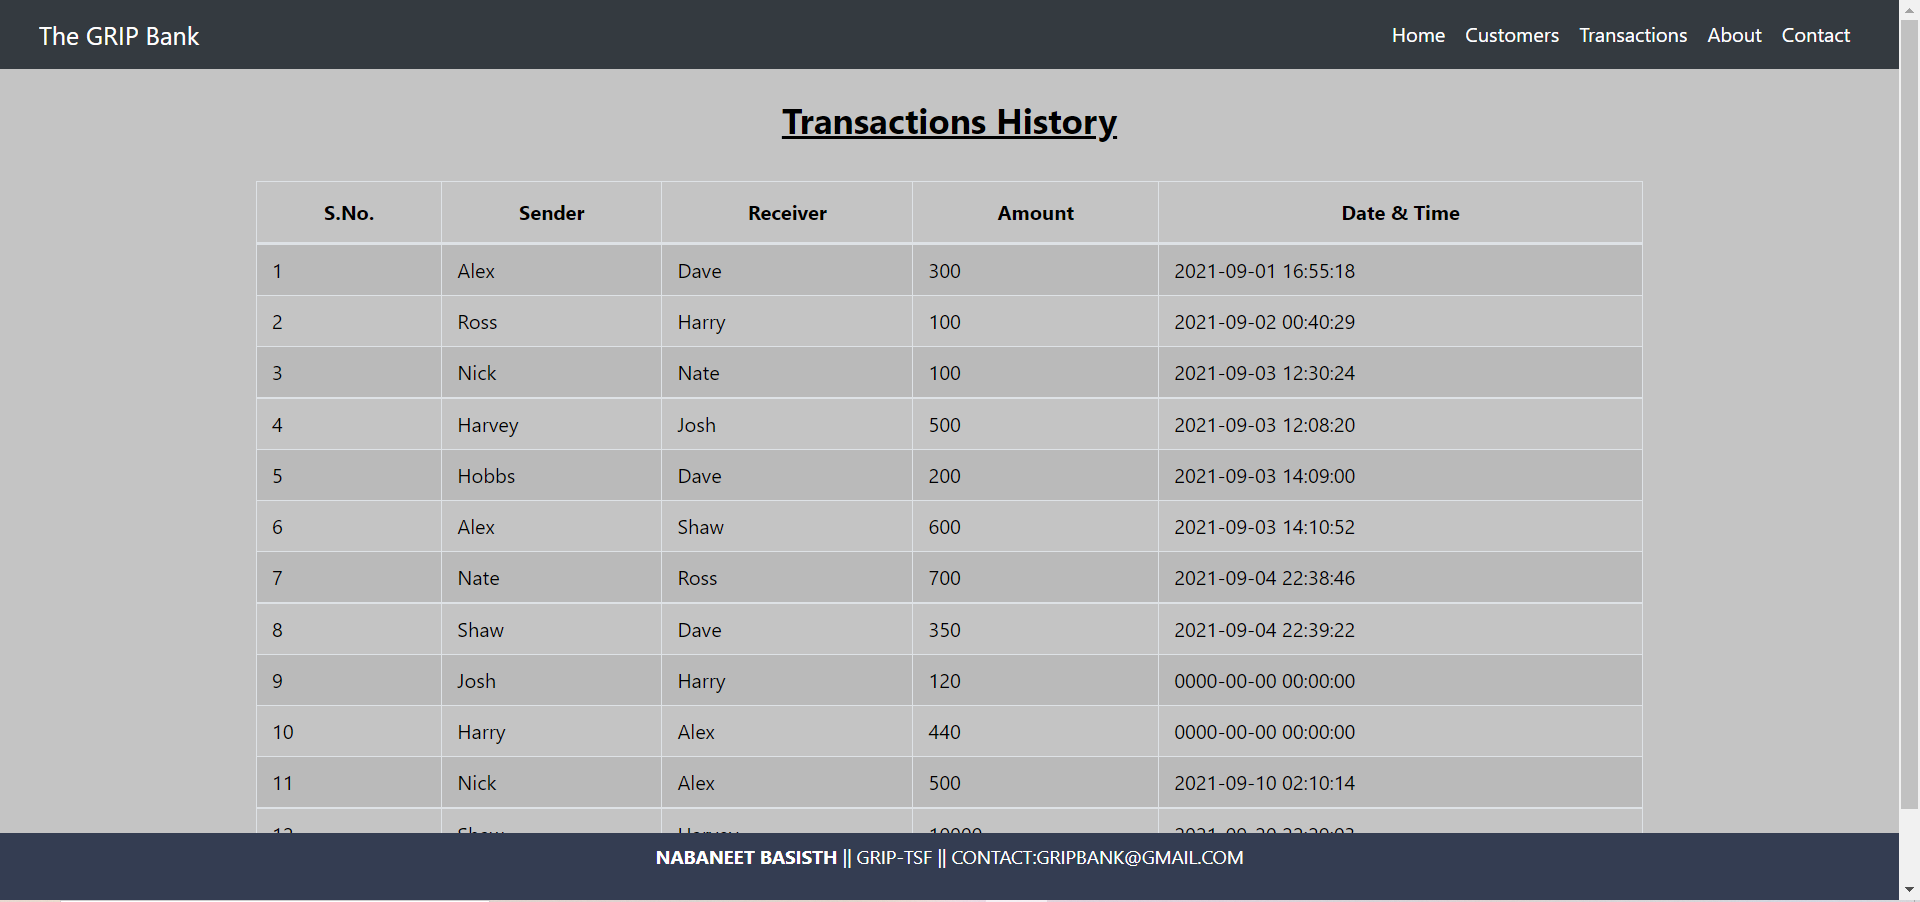 The GRIP Bank Home Customers Transactions About Contact
Transactions History
S.No. Sender Receiver Amount Date & Time
1 Alex Dave 300 2021-09-01 16:55:18
2 Ross Harry 100 2021-09-02 00:40:29
3 Nick Nate 100 2021-09-03 12:30:24
4 Harvey Josh 500 2021-09-03 12:08:20
5 Hobbs Dave 200 2021-09-03 14:09:00
6 Alex Shaw 600 2021-09-03 14:10:52
7 Nate Ross 700 2021-09-04 22:38:46
8 Shaw Dave 350 2021-09-04 22:39:22
9 Josh Harry 120 0000-00-00 00:00:00
10 Harry Alex 440 0000-00-00 00:00:00
11 Nick Alex 500 2021-09-10 02:10:14
12 Shaw Harvey 10000
NABANEET BASISTH || GRIP-TSF || CONTACT:GRIPBANK@GMAIL.COM